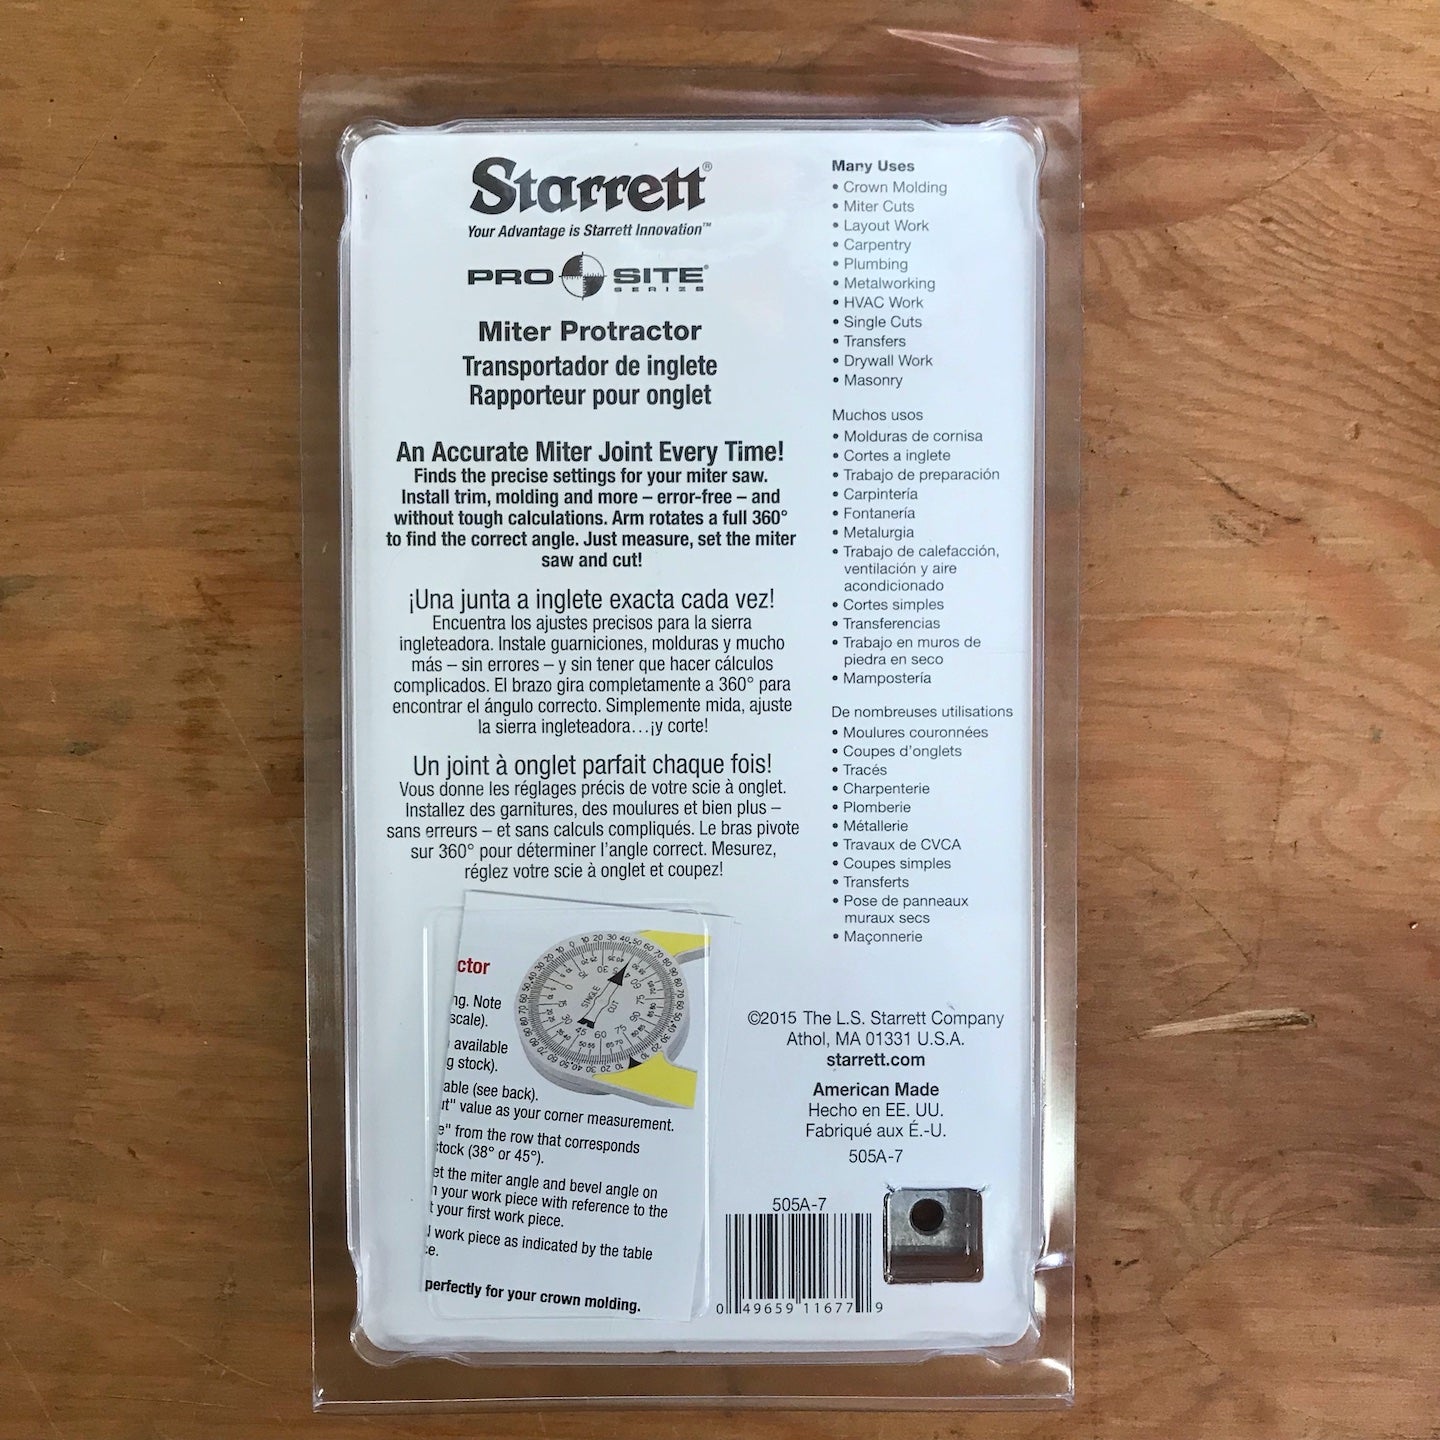 Starrett®
Your Advantage is Starrett Innovation™
PRO SITE®
SERIES
Miter Protractor
Transportador de inglete
Rapporteur pour onglet
An Accurate Miter Joint Every Time!
Finds the precise settings for your miter saw.
Install trim, molding and more – error-free – and
without tough calculations. Arm rotates a full 360°
to find the correct angle. Just measure, set the miter
saw and cut!
¡Una junta a inglete exacta cada vez!
Encuentra los ajustes precisos para la sierra
ingleteadora. Instale guarniciones, molduras y mucho
más – sin errores – y sin tener que hacer cálculos
complicados. El brazo gira completamente a 360° para
encontrar el ángulo correcto. Simplemente mida, ajuste
la sierra ingleteadora…¡y corte!
Un joint à onglet parfait chaque fois!
Vous donne les réglages précis de votre scie à onglet.
Installez des garnitures, des moulures et bien plus –
sans erreurs – et sans calculs compliqués. Le bras pivote
sur 360° pour déterminer l'angle correct. Mesurez,
réglez votre scie à onglet et coupez!
Many Uses
• Crown Molding
• Miter Cuts
• Layout Work
• Carpentry
• Plumbing
• Metalworking
• HVAC Work
• Single Cuts
• Transfers
• Drywall Work
• Masonry
Muchos usos
• Molduras de cornisa
• Cortes a inglete
• Trabajo de preparación
• Carpintería
• Fontanería
• Metalurgia
• Trabajo de calefacción,
ventilación y aire
acondicionado
• Cortes simples
• Transferencias
• Trabajo en muros de
piedra en seco
• Mampostería
De nombreuses utilisations
• Moulures couronnées
• Coupes d'onglets
• Tracés
• Charpenterie
• Plomberie
• Métallerie
• Travaux de CVCA
• Coupes simples
• Transferts
• Pose de panneaux
muraux secs
• Maçonnerie
ctor
ng. Note
scale).
available
g stock).
able (see back).
ut" value as your corner measurement.
e" from the row that corresponds
stock (38° or 45°).
et the miter angle and bevel angle on
n your work piece with reference to the
t your first work piece.
d work piece as indicated by the table
ce.
perfectly for your crown molding.
SINGLE
CUT
©2015 The L.S. Starrett Company
Athol, MA 01331 U.S.A.
starrett.com
American Made
Hecho en EE. UU.
Fabriqué aux É.-U.
505A-7
505A-7
0 49659 11677 9